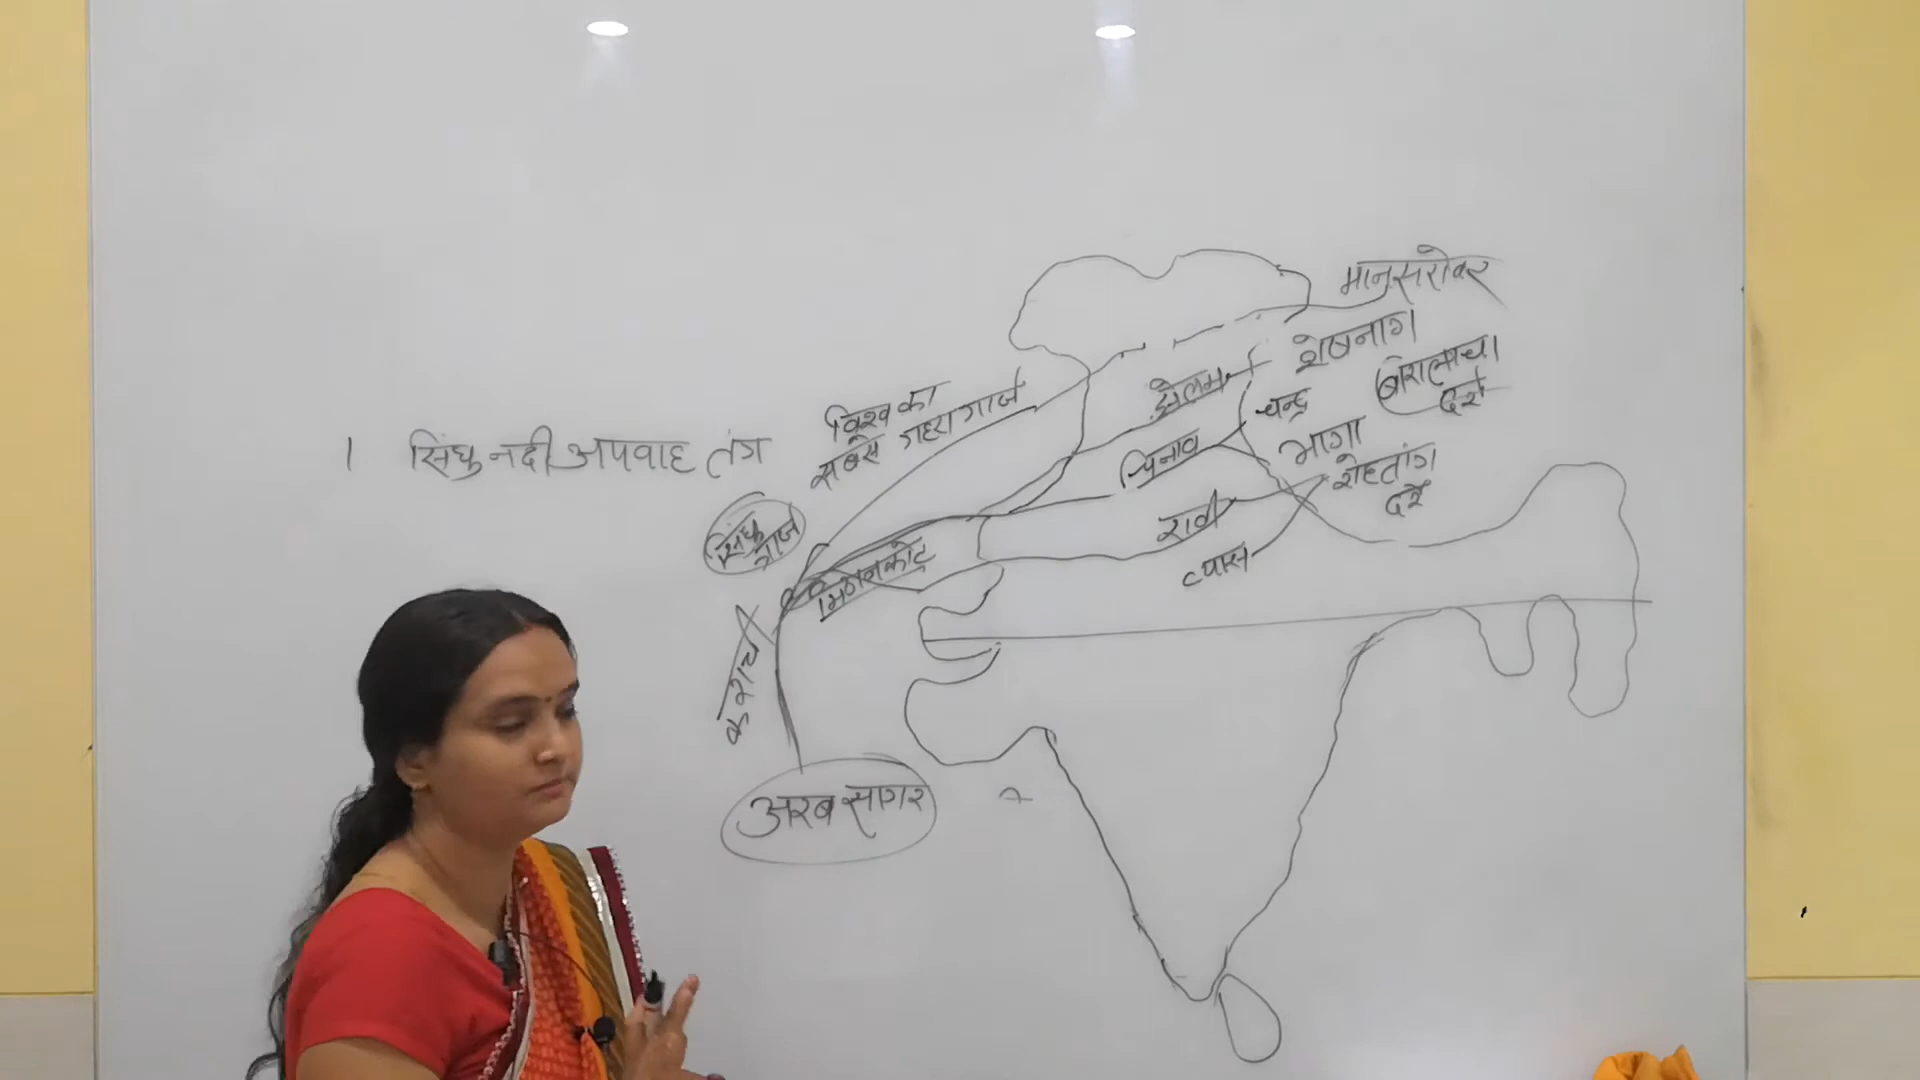 1 सिंधु नदी अपवाह तंग
विश्व का
सबसे गहरा गार्ज
सिंधु
गार्ज
मिठानकोट
कराची
अरब सागर
मानसरोवर
शेषनाग
झेलम
बारालाचा
दर्रा
चन्द्र
भागा
चिनाव
रोहतांग
दर्रे
रावी
व्यास